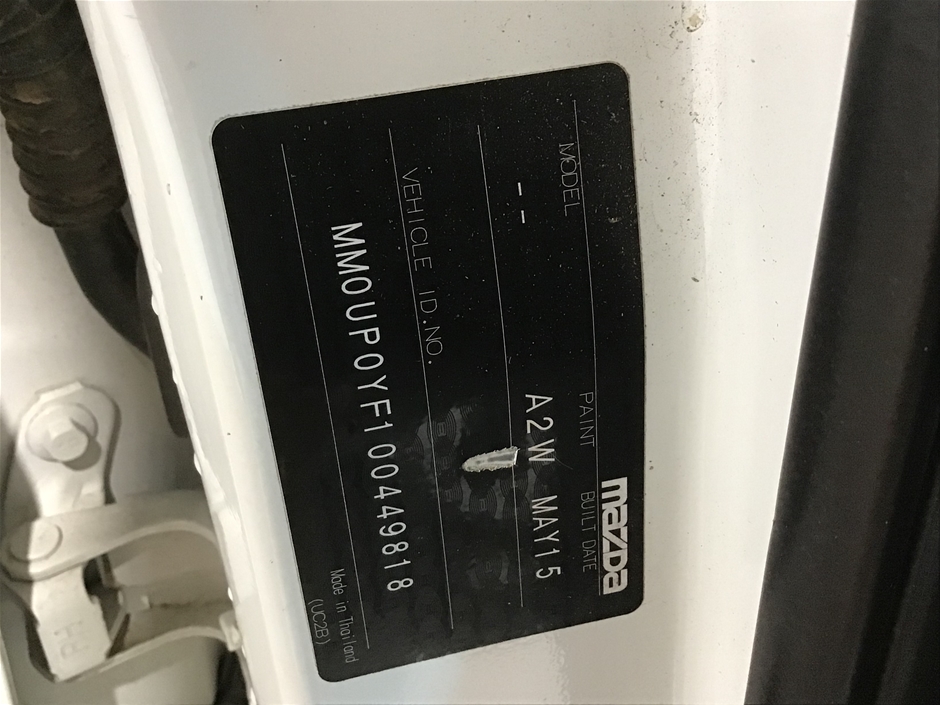 mazda
MODEL PAINT BUILT DATE
-- A2W MAY15
VEHICLE ID.NO.
MM0UP0YF100449818
Made in Thailand
(UC2B)